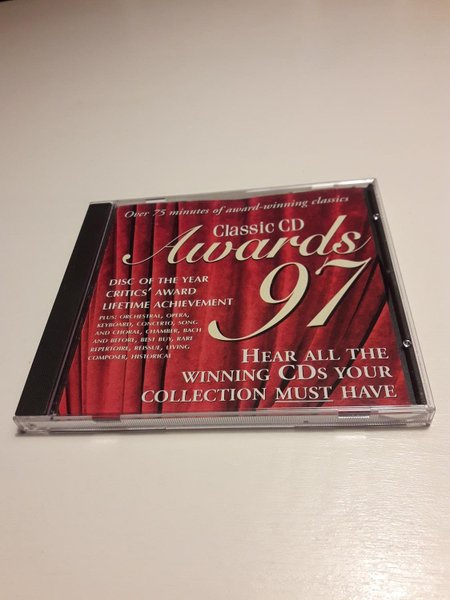 Over 75 minutes of award-winning classics
Classic CD
Awards
97
DISC OF THE YEAR
CRITICS' AWARD
LIFETIME ACHIEVEMENT
PLUS: ORCHESTRAL, OPERA,
KEYBOARD, CONCERTO, SONG
AND CHORAL, CHAMBER, BACH
AND BEFORE, BEST BUY, RARE
REPERTOIRE, REISSUE, LIVING
COMPOSER, HISTORICAL
HEAR ALL THE
WINNING CDS YOUR
COLLECTION MUST HAVE